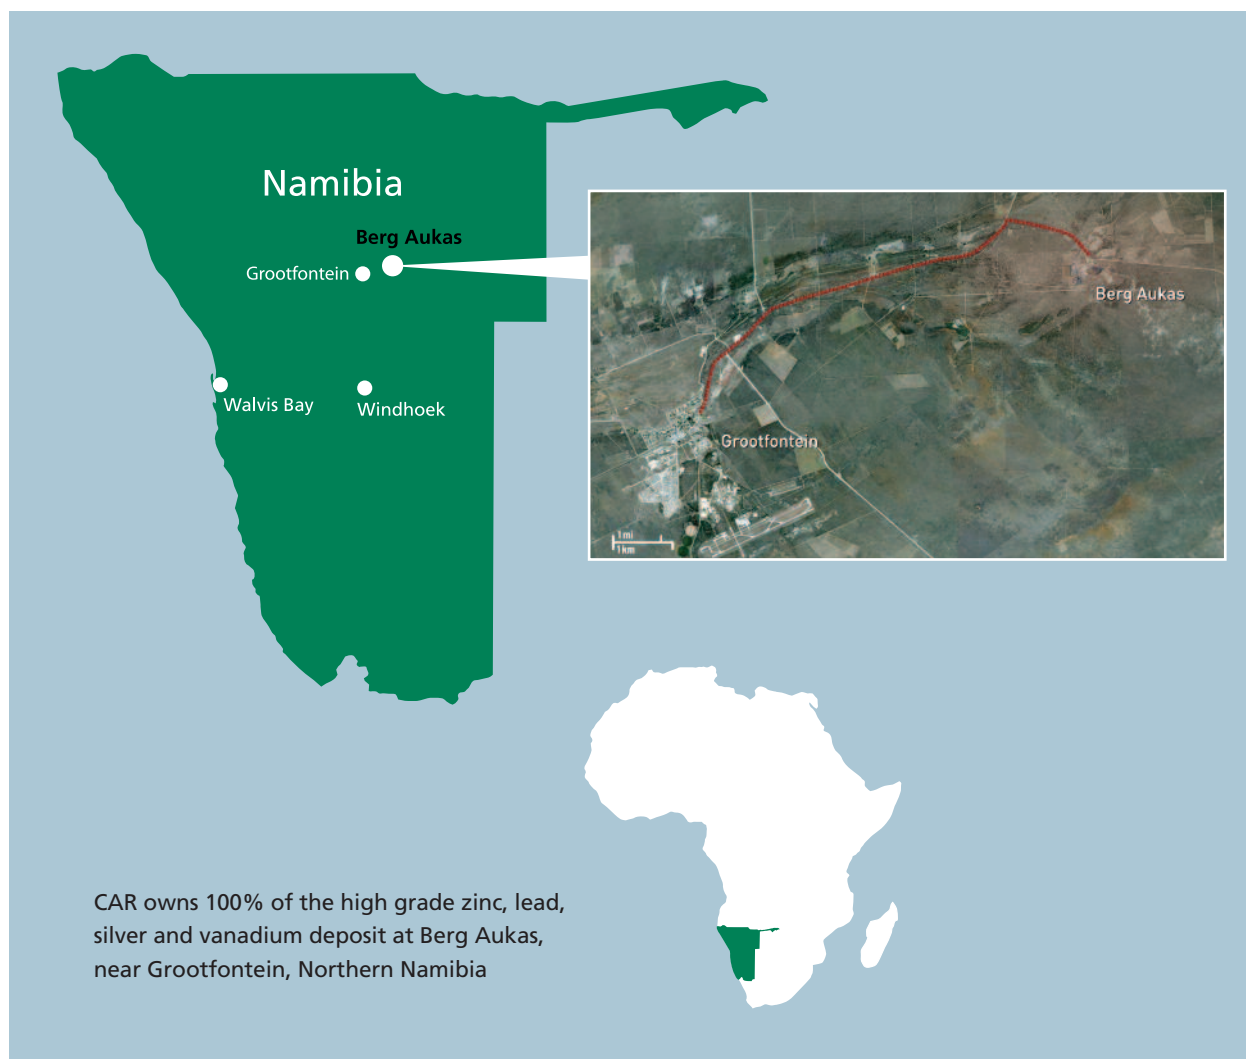 Namibia
Berg Aukas
Grootfontein
Walvis Bay
Windhoek
Berg Aukas
Grootfontein
1mi
1km
CAR owns 100% of the high grade zinc, lead,
silver and vanadium deposit at Berg Aukas,
near Grootfontein, Northern Namibia